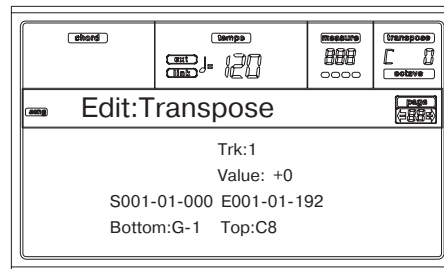 chord tempo measure transpose
ext link ♩= 120 888 C 0
octave
song Edit:Transpose page
Trk:1
Value: +0
S001-01-000 E001-01-192
Bottom:G-1 Top:C8